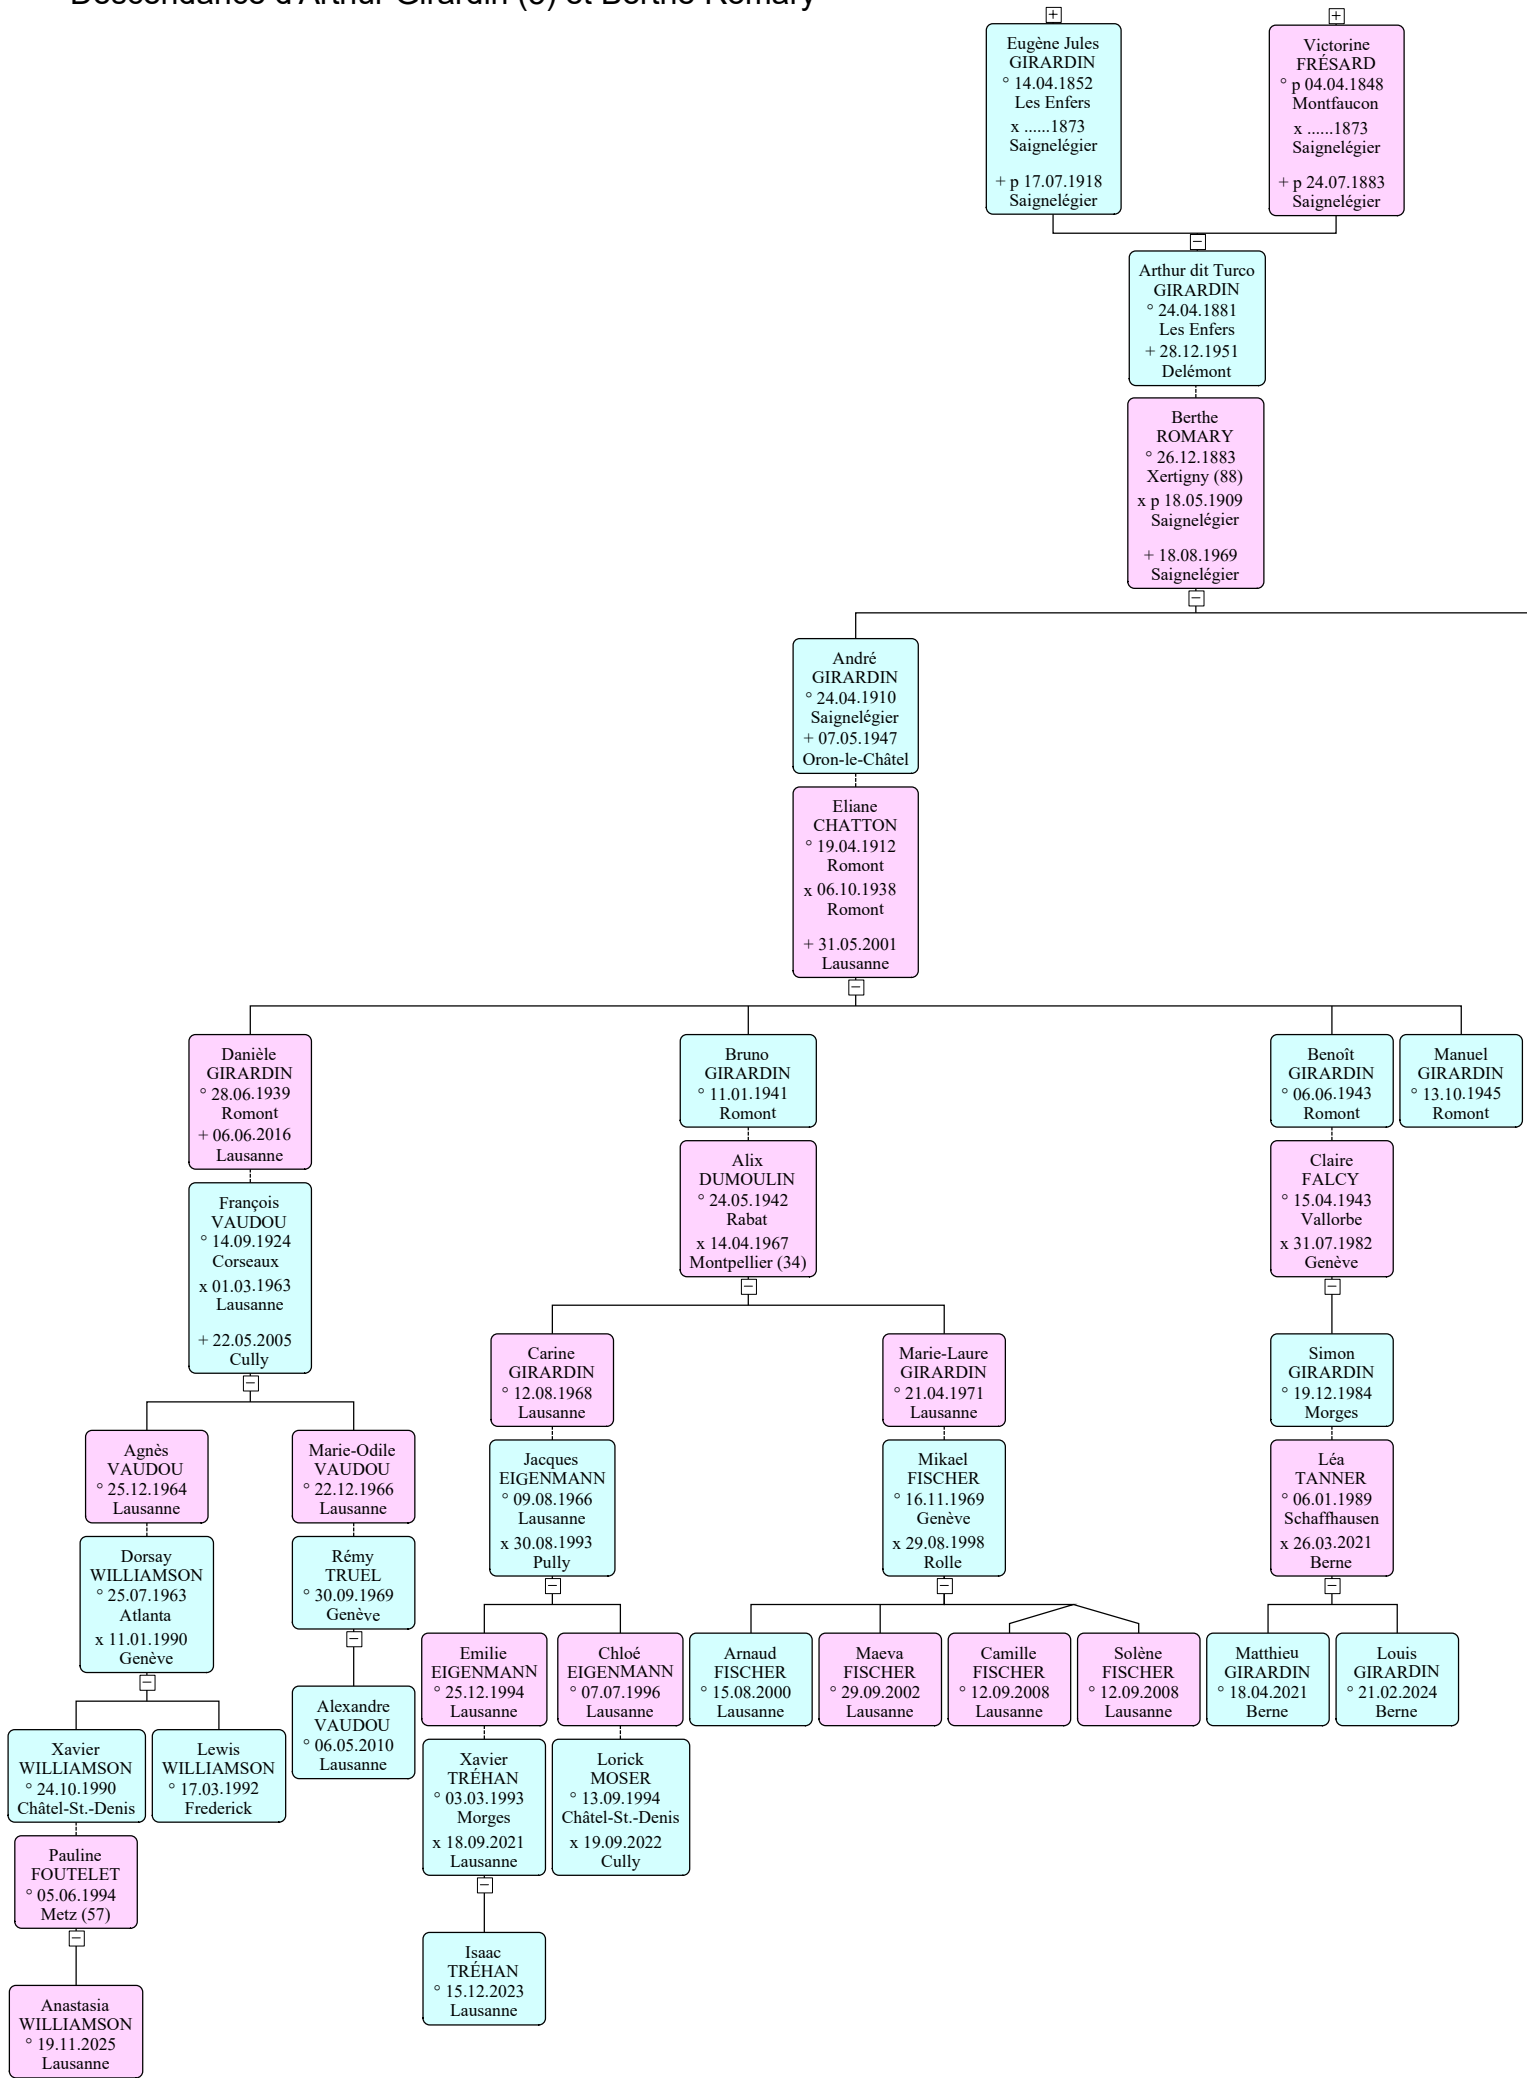 Descendance d'Arthur Girardin (3) et Berthe Romary
Eugène Jules
GIRARDIN
° 14.04.1852
Les Enfers
x ......1873
Saignelégier
+ p 17.07.1918
Saignelégier
Victorine
FRÉSARD
° p 04.04.1848
Montfaucon
x ......1873
Saignelégier
+ p 24.07.1883
Saignelégier
Arthur dit Turco
GIRARDIN
° 24.04.1881
Les Enfers
+ 28.12.1951
Delémont
Berthe
ROMARY
° 26.12.1883
Xertigny (88)
x p 18.05.1909
Saignelégier
+ 18.08.1969
Saignelégier
André
GIRARDIN
° 24.04.1910
Saignelégier
+ 07.05.1947
Oron-le-Châtel
Eliane
CHATTON
° 19.04.1912
Romont
x 06.10.1938
Romont
+ 31.05.2001
Lausanne
Danièle
GIRARDIN
° 28.06.1939
Romont
+ 06.06.2016
Lausanne
François
VAUDOU
° 14.09.1924
Corseaux
x 01.03.1963
Lausanne
+ 22.05.2005
Cully
Bruno
GIRARDIN
° 11.01.1941
Romont
Alix
DUMOULIN
° 24.05.1942
Rabat
x 14.04.1967
Montpellier (34)
Benoît
GIRARDIN
° 06.06.1943
Romont
Claire
FALCY
° 15.04.1943
Vallorbe
x 31.07.1982
Genève
Manuel
GIRARDIN
° 13.10.1945
Romont
Agnès
VAUDOU
° 25.12.1964
Lausanne
Dorsay
WILLIAMSON
° 25.07.1963
Atlanta
x 11.01.1990
Genève
Marie-Odile
VAUDOU
° 22.12.1966
Lausanne
Rémy
TRUEL
° 30.09.1969
Genève
Carine
GIRARDIN
° 12.08.1968
Lausanne
Jacques
EIGENMANN
° 09.08.1966
Lausanne
x 30.08.1993
Pully
Marie-Laure
GIRARDIN
° 21.04.1971
Lausanne
Mikael
FISCHER
° 16.11.1969
Genève
x 29.08.1998
Rolle
Simon
GIRARDIN
° 19.12.1984
Morges
Léa
TANNER
° 06.01.1989
Schaffhausen
x 26.03.2021
Berne
Xavier
WILLIAMSON
° 24.10.1990
Châtel-St.-Denis
Pauline
FOUTELET
° 05.06.1994
Metz (57)
Lewis
WILLIAMSON
° 17.03.1992
Frederick
Alexandre
VAUDOU
° 06.05.2010
Lausanne
Emilie
EIGENMANN
° 25.12.1994
Lausanne
Xavier
TRÉHAN
° 03.03.1993
Morges
x 18.09.2021
Lausanne
Chloé
EIGENMANN
° 07.07.1996
Lausanne
Lorick
MOSER
° 13.09.1994
Châtel-St.-Denis
x 19.09.2022
Cully
Arnaud
FISCHER
° 15.08.2000
Lausanne
Maeva
FISCHER
° 29.09.2002
Lausanne
Camille
FISCHER
° 12.09.2008
Lausanne
Solène
FISCHER
° 12.09.2008
Lausanne
Matthieu
GIRARDIN
° 18.04.2021
Berne
Louis
GIRARDIN
° 21.02.2024
Berne
Anastasia
WILLIAMSON
° 19.11.2025
Lausanne
Isaac
TRÉHAN
° 15.12.2023
Lausanne